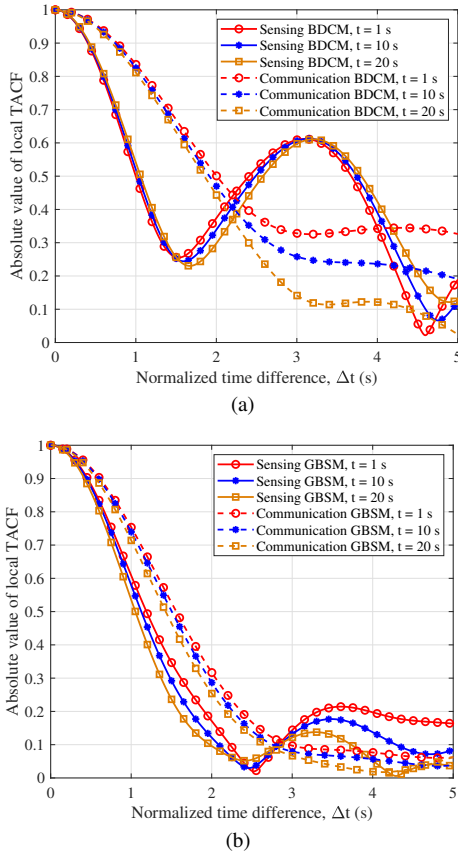 1
0.9
0.8
0.7
0.6
0.5
0.4
0.3
0.2
0.1
0
Absolute value of local TACF
Sensing BDCM, t = 1 s
Sensing BDCM, t = 10 s
Sensing BDCM, t = 20 s
Communication BDCM, t = 1 s
Communication BDCM, t = 10 s
Communication BDCM, t = 20 s
0 1 2 3 4 5
Normalized time difference, Δt (s)
(a)
1
0.9
0.8
0.7
0.6
0.5
0.4
0.3
0.2
0.1
0
Absolute value of local TACF
Sensing GBSM, t = 1 s
Sensing GBSM, t = 10 s
Sensing GBSM, t = 20 s
Communication GBSM, t = 1 s
Communication GBSM, t = 10 s
Communication GBSM, t = 20 s
0 1 2 3 4 5
Normalized time difference, Δt (s)
(b)